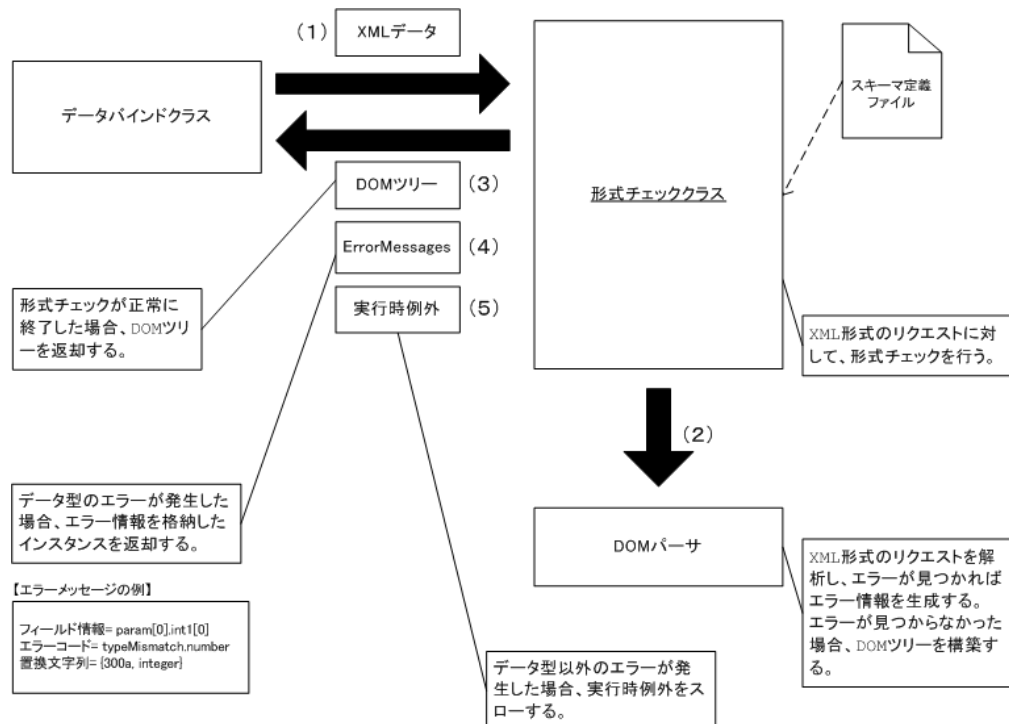 (1)
XMLデータ
データバインドクラス
スキーマ定義
ファイル
DOMツリー
(3)
形式チェッククラス
ErrorMessages
(4)
実行時例外
(5)
形式チェックが正常に
終了した場合、DOMツリ
ーを返却する。
XML形式のリクエストに対
して、形式チェックを行う。
(2)
データ型のエラーが発生した
場合、エラー情報を格納した
インスタンスを返却する。
DOMパーサ
XML形式のリクエストを解
析し、エラーが見つかれば
エラー情報を生成する。
エラーが見つからなかった
場合、DOMツリーを構築す
る。
【エラーメッセージの例】
フィールド情報= param[0].int1[0]
エラーコード= typeMismatch.number
置換文字列= {300a, integer}
データ型以外のエラーが発
生した場合、実行時例外をス
ローする。